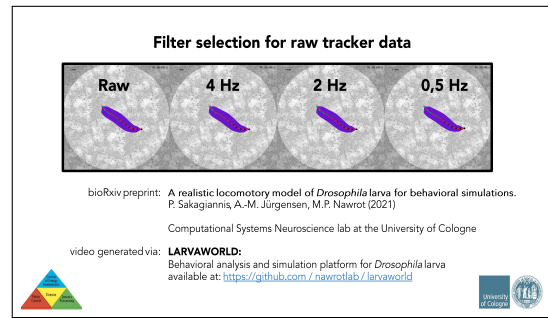 Filter selection for raw tracker data
Raw
4 Hz
2 Hz
0,5 Hz
bioRxiv preprint: A realistic locomotory model of Drosophila larva for behavioral simulations.
P. Sakagiannis, A.-M. Jürgensen, M.P. Nawrot (2021)
Computational Systems Neuroscience lab at the University of Cologne
video generated via: LARVAWORLD:
Behavioral analysis and simulation platform for Drosophila larva
available at: https://github.com / nawrotlab / larvaworld
University
of Cologne